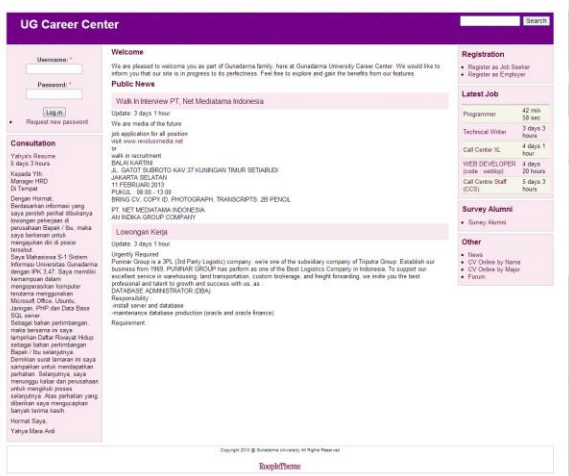 UG Career Center
Search
Username: *
Password: *
Log in
Request new password
Consultation
Yahya's Resume
5 days 3 hours
Kepada Yth:
Manager HRD
Di Tempat
Dengan Hormat.
Berdasarkan informasi yang
saya peroleh perihal dibukanya
lowongan pekerjaan di
perusahaan Bapak / Ibu, maka
saya berkenan untuk
mengajukan diri di posisi
tersebut.
Saya Mahasiswa S-1 Sistem
Informasi Universitas Gunadarma
dengan IPK 3.47. Saya memiliki
kemampuan dalam
mengoperasikan komputer
terutama menggunakan
Microsoft Office, Ubuntu,
Jaringan, PHP dan Data Base
SQL server.
Sebagai bahan pertimbangan,
maka bersama ini saya
lampirkan Daftar Riwayat Hidup
sebagai bahan pertimbangan
Bapak / Ibu selanjutnya.
Demikian surat lamaran ini saya
sampaikan untuk mendapatkan
perhatian. Selanjutnya, saya
menunggu kabar dari perusahaan
untuk mengikuti proses
selanjutnya. Atas perhatian yang
diberikan saya mengucapkan
banyak terima kasih.
Hormat Saya,
Yahya Mara Ardi
Welcome
We are pleased to welcome you as part of Gunadarma family, here at Gunadarma University Career Center. We would like to
inform you that our site is in progress to its perfectness. Feel free to explore and gain the benefits from our features.
Public News
Walk In Interview PT, Net Mediatama Indonesia
Update: 3 days 1 hour
We are media of the future
job application for all position
visit www.revolusimedia.net
or
walk in recruitment
BALAI KARTINI
JL. GATOT SUBROTO KAV.37 KUNINGAN TIMUR SETIABUDI
JAKARTA SELATAN
11 FEBRUARI 2013
PUKUL : 08.00 - 13.00
BRING CV, COPY ID, PHOTOGRAPH, TRANSCRIPTS, 2B PENCIL
PT. NET MEDIATAMA INDONESIA
AN INDIKA GROUP COMPANY
Lowongan Kerja
Update: 3 days 1 hour
Urgently Required
Puninar Group is a 3PL (3rd Party Logistic) company, we're one of the subsidiary company of Triputra Group. Establish our
business from 1969, PUNINAR GROUP has perform as one of the Best Logistics Company in Indonesia. To support our
excellent service in warehousing, land transportation, custom brokerage, and freight forwarding, we invite you the best
profesional and talent to growth and success with us, as :
DATABASE ADMINISTRATOR (DBA)
Responsibility :
-install server and database
-maintenance database production (oracle and oracle finance)
Requirement :
Registration
Register as Job Seeker
Register as Employer
Latest Job
Programmer 42 min 58 sec
Technical Writer 3 days 3 hours
Call Center XL 4 days 1 hour
WEB DEVELOPER (code : webtop) 4 days 20 hours
Call Centre Staff (CCS) 5 days 3 hours
Survey Alumni
Survey Alumni
Other
News
CV Online by Name
CV Online by Major
Forum
Copyright 2010 @ Gunadarma University All Rights Reserved
RoopleTheme